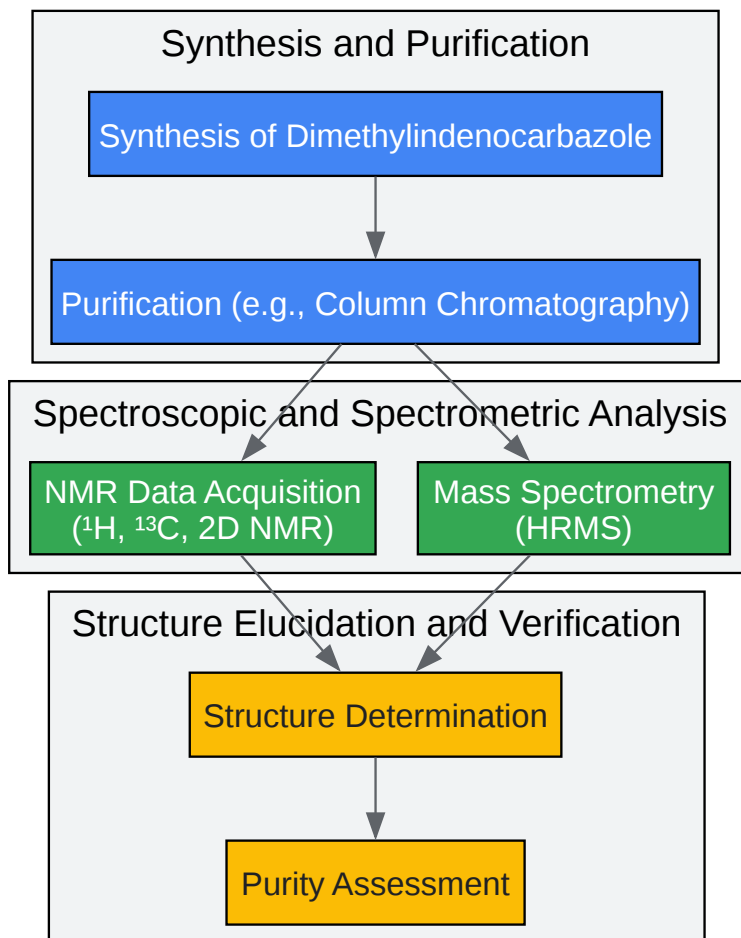 Synthesis and Purification
Synthesis of Dimethylindenocarbazole
Purification (e.g., Column Chromatography)
Spectroscopic and Spectrometric Analysis
NMR Data Acquisition
(¹H, ¹³C, 2D NMR)
Mass Spectrometry
(HRMS)
Structure Elucidation and Verification
Structure Determination
Purity Assessment